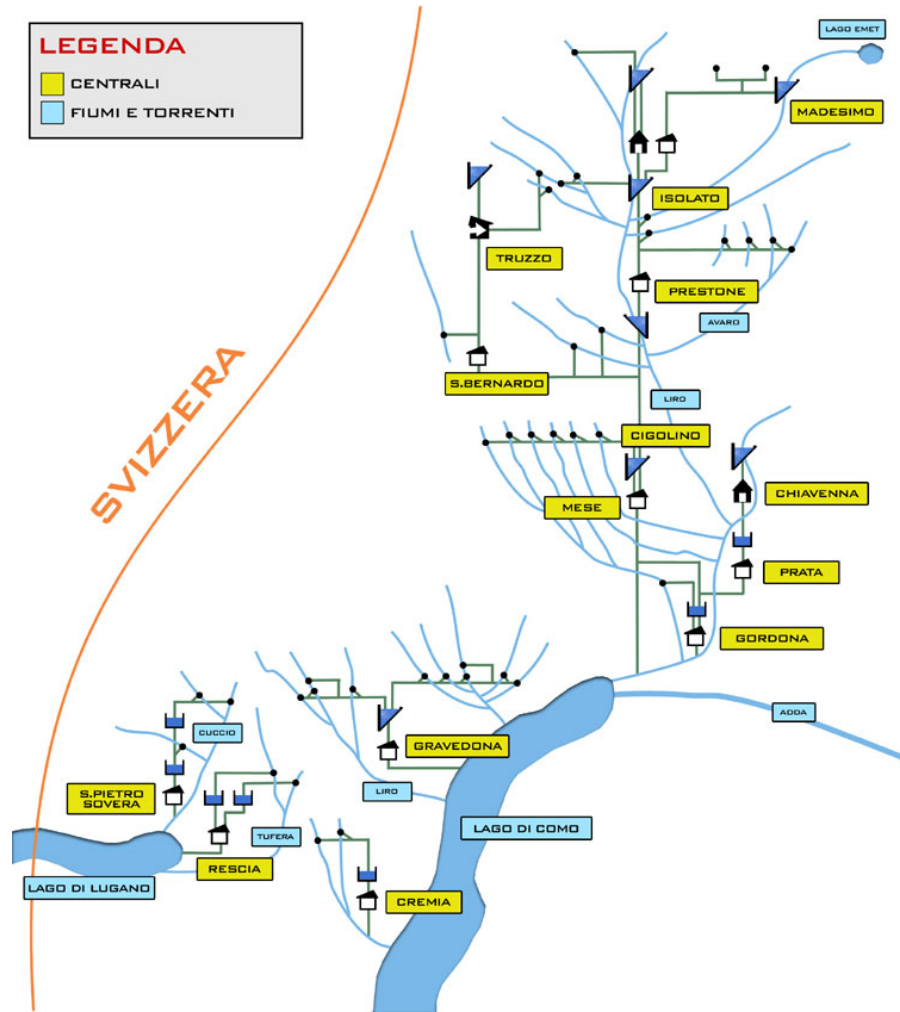 LEGENDA
CENTRALI
FIUMI E TORRENTI
LAGO EMET
MADESIMO
ISOLATO
TRUZZO
PRESTONE
AVARO
S.BERNARDO
LIRO
SVIZZERA
CIGOLINO
MESE
CHIAVENNA
PRATA
GORDONA
ADDA
CUCCIO
GRAVEDONA
S.PIETRO
SOVERA
LIRO
TUFERA
LAGO DI COMO
RESCIA
LAGO DI LUGANO
CREMIA